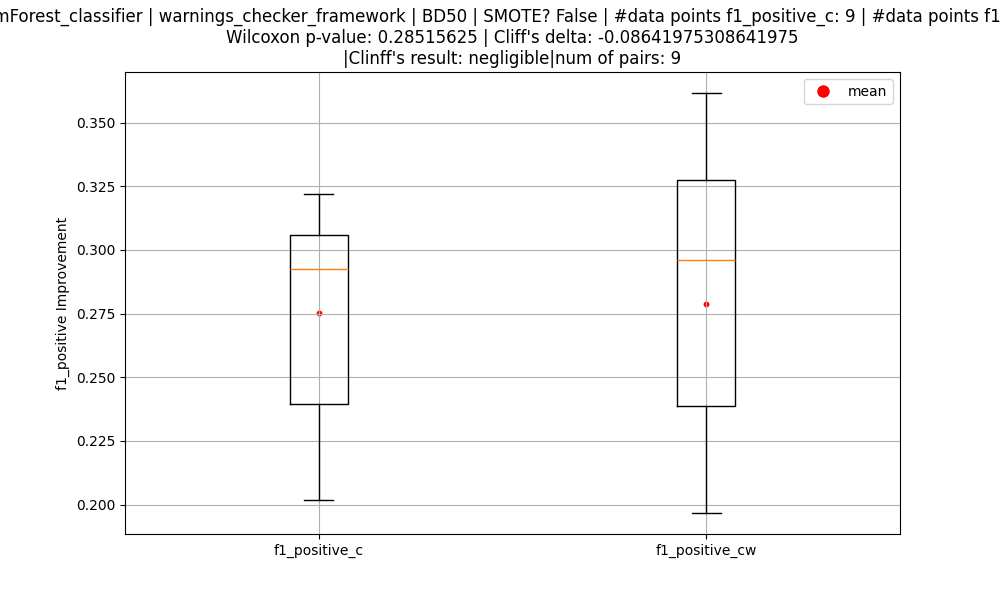 mForest_classifier | warnings_checker_framework | BD50 | SMOTE? False | #data points f1_positive_c: 9 | #data points f1
Wilcoxon p-value: 0.28515625 | Cliff's delta: -0.08641975308641975
|Clinff's result: negligible|num of pairs: 9
mean
0.350
0.325
0.300
0.275
0.250
0.225
0.200
f1_positive Improvement
f1_positive_c
f1_positive_cw